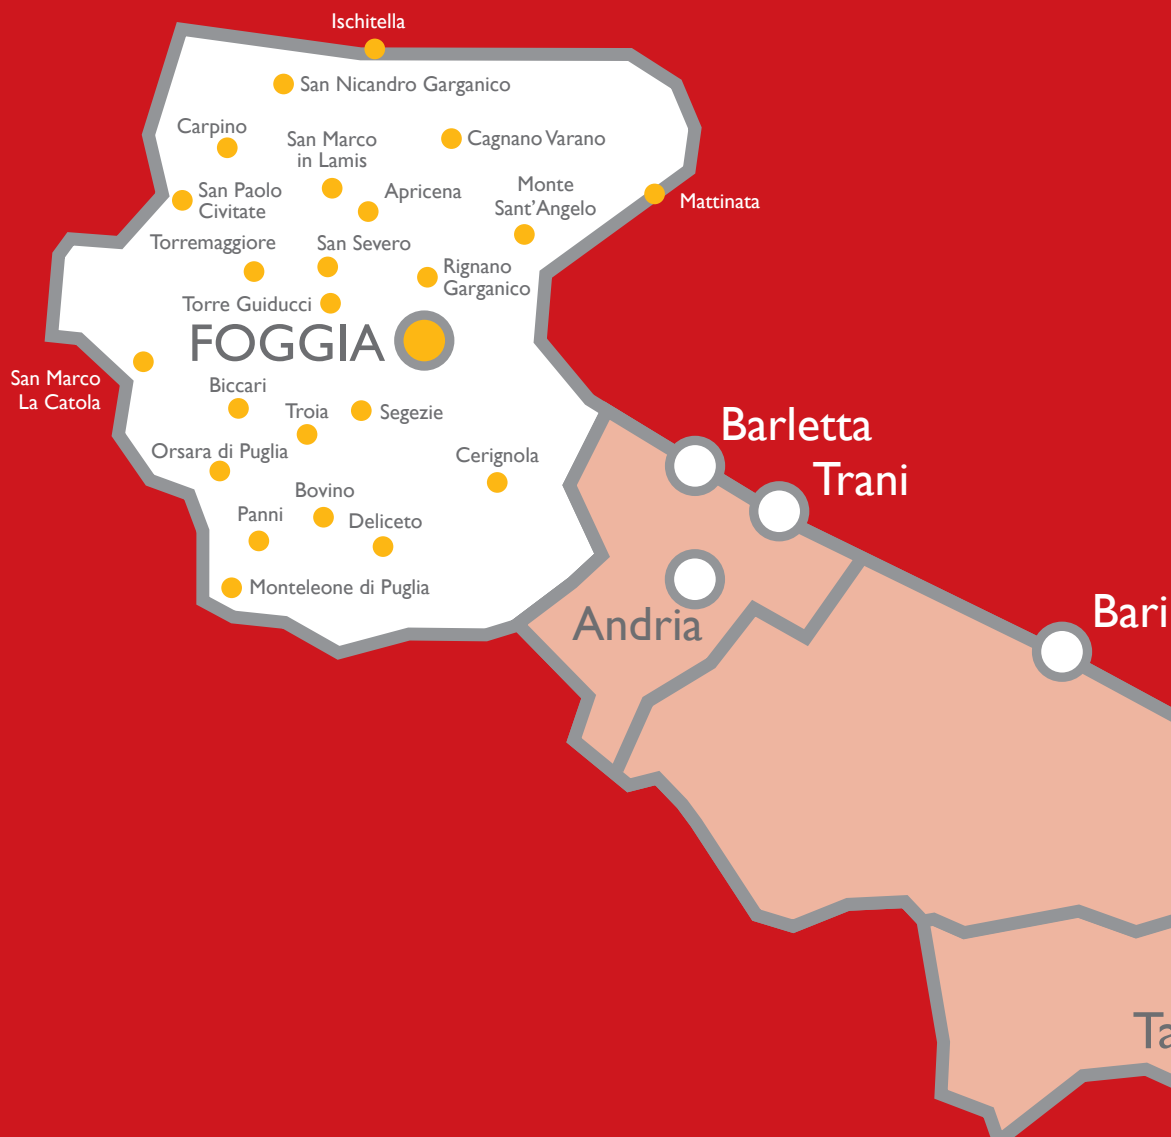 Ischitella
San Nicandro Garganico
Carpino
San Marco
in Lamis
Cagnano Varano
San Paolo
Civitate
Apricena
Monte
Sant'Angelo
Mattinata
Torremaggiore
San Severo
Rignano
Garganico
Torre Guiducci
FOGGIA
San Marco
La Catola
Biccari
Troia
Segezie
Barletta
Orsara di Puglia
Cerignola
Trani
Bovino
Panni
Deliceto
Monteleone di Puglia
Andria
Bari
Ta